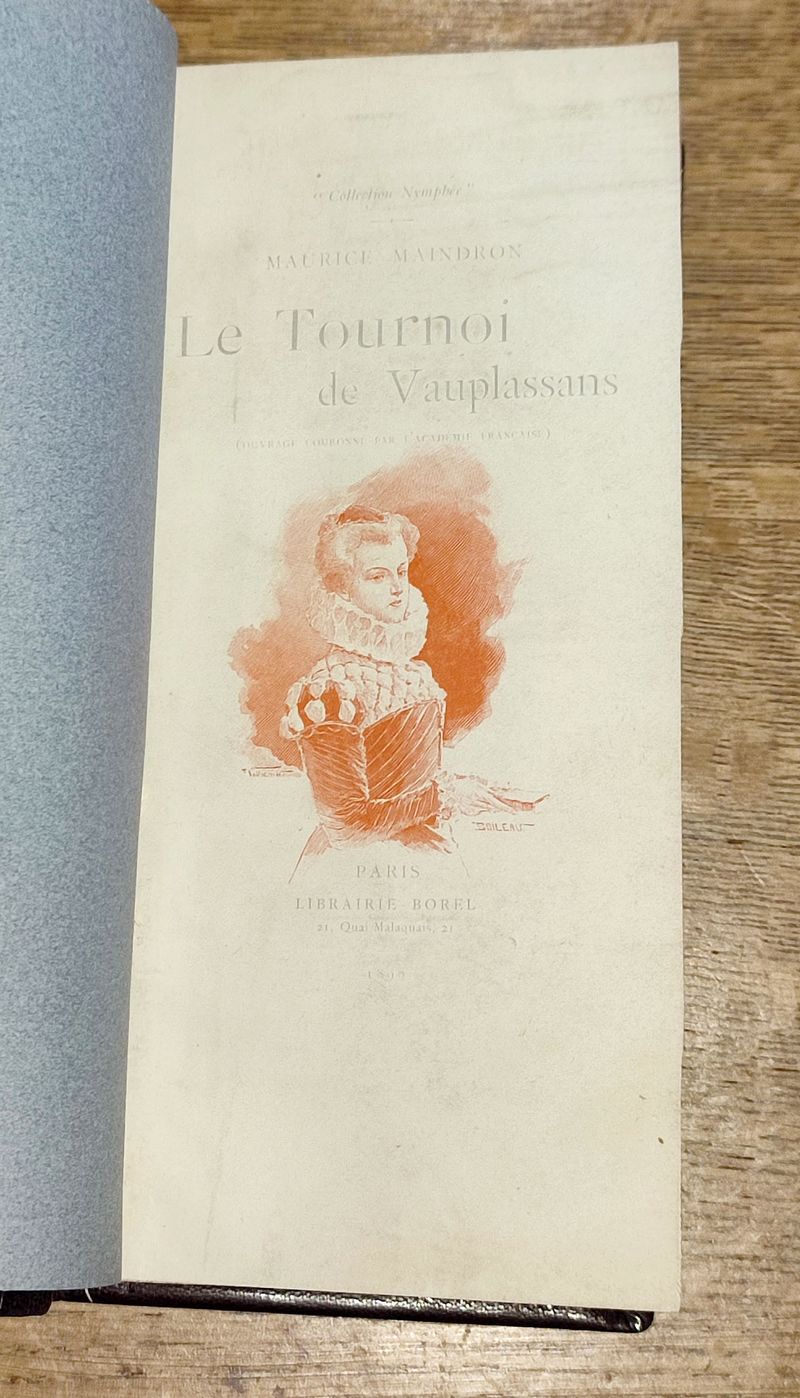 "Collection Nymphée"
MAURICE MAINDRON
Le Tournoi
de Vauplassans
(OUVRAGE COURONNÉ PAR L'ACADÉMIE FRANÇAISE)
BOILEAU
PARIS
LIBRAIRIE BOREL
21, Quai Malaquais, 21